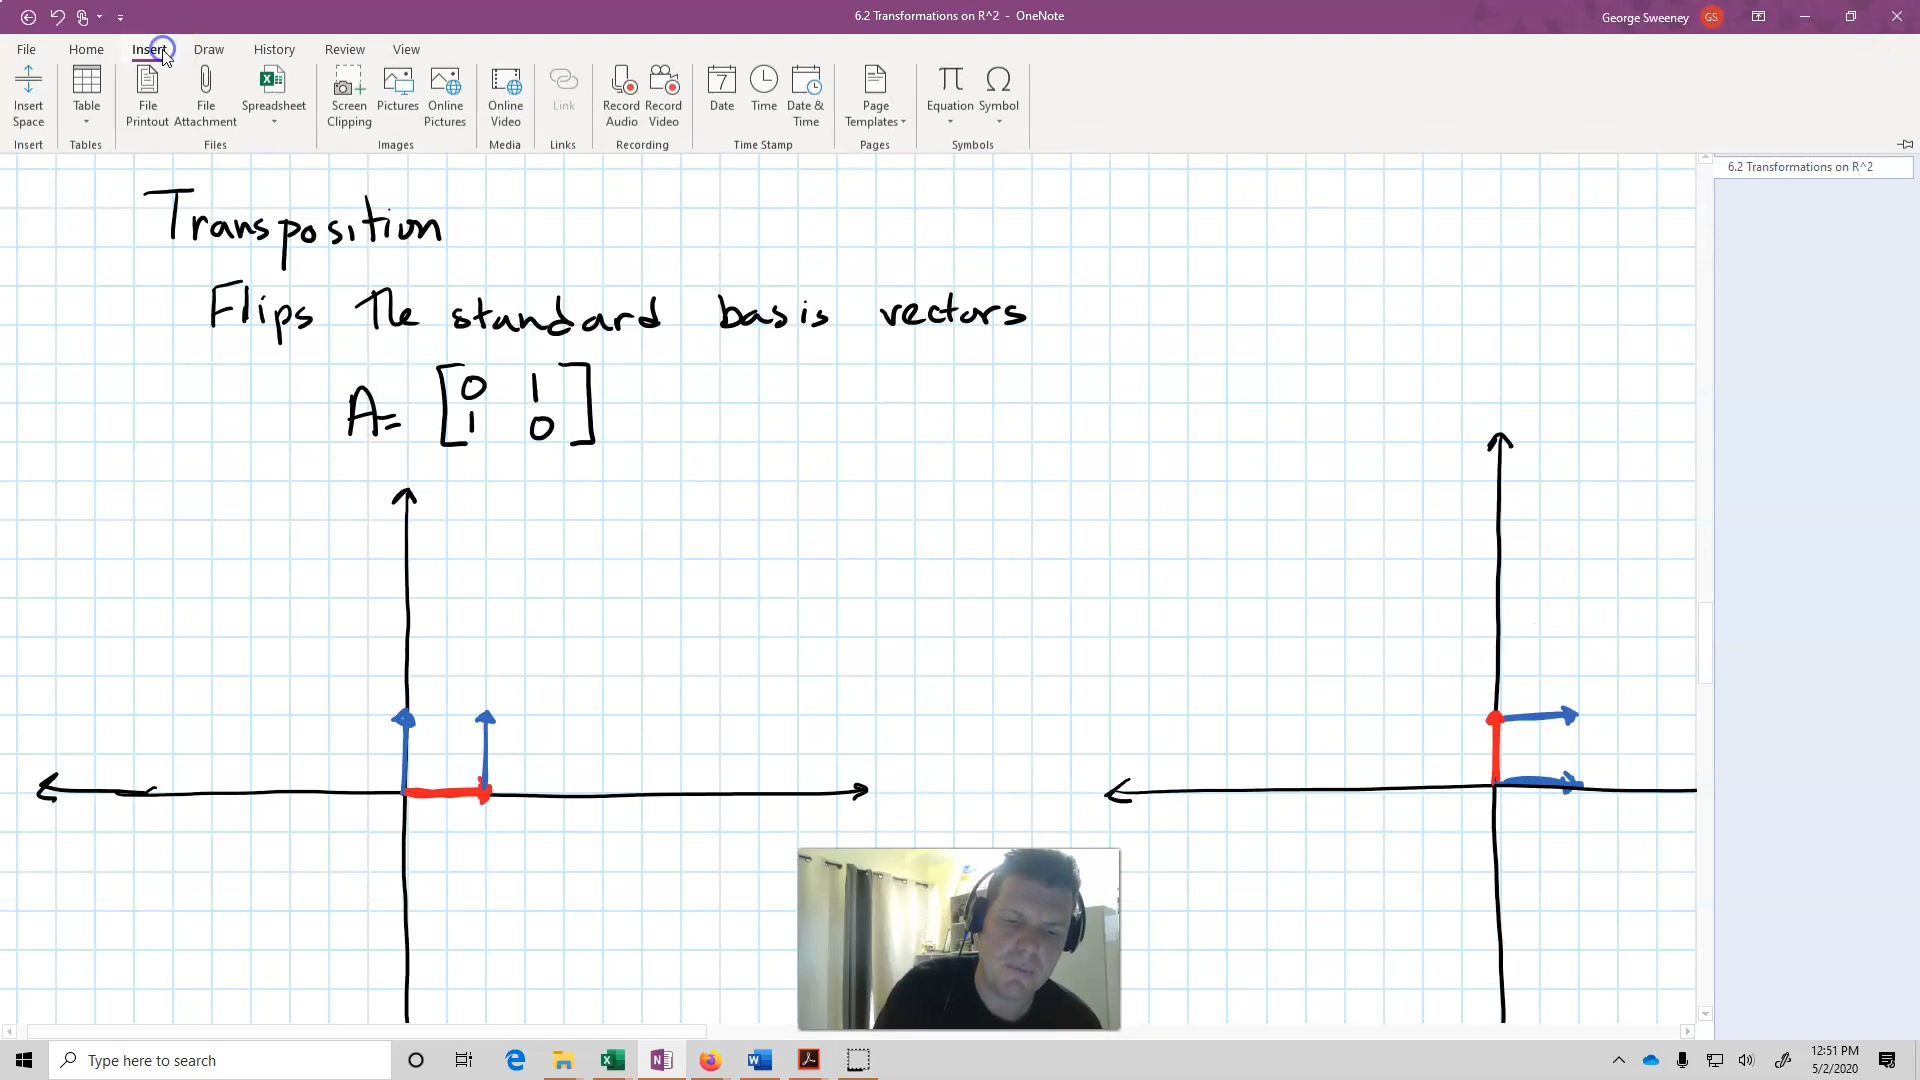 6.2 Transformations on R^2 - OneNote
George Sweeney GS
File Home Insert Draw History Review View
Insert Space
Table
File Printout
File Attachment
Spreadsheet
Screen Clipping
Pictures
Online Pictures
Online Video
Link
Record Audio
Record Video
7
Date
Time
Date & Time
Page Templates
π
Equation
Ω
Symbol
Insert Tables Files Images Media Links Recording Time Stamp Pages Symbols
6.2 Transformations on R^2
Transposition
Flips the standard basis vectors
A= [0 1
1 0]
Type here to search
12:51 PM
5/2/2020